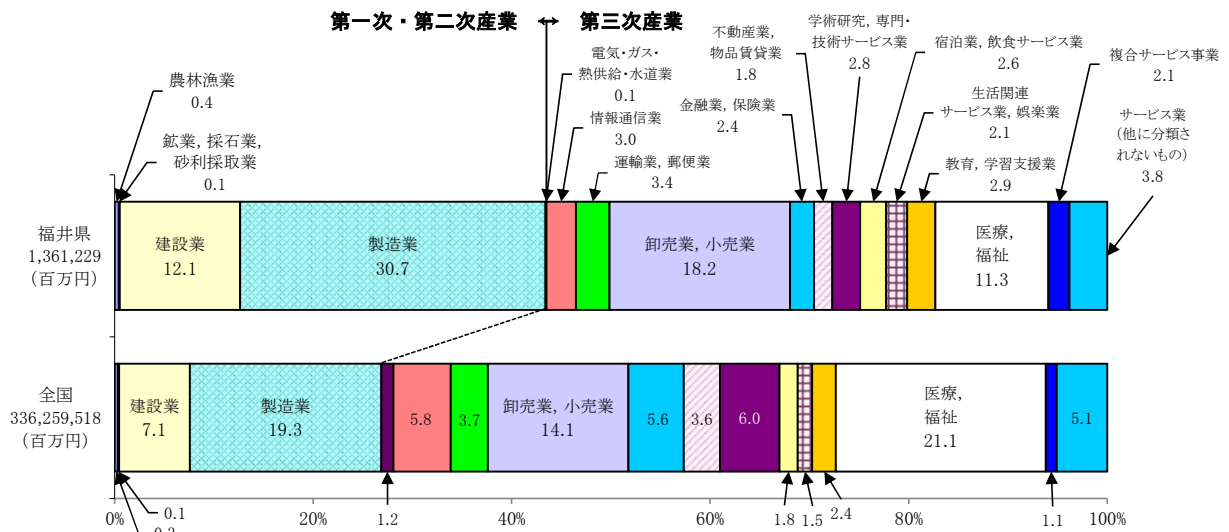 第一次・第二次産業 ↔ 第三次産業
農林漁業
0.4
鉱業, 採石業,
砂利採取業
0.1
電気・ガス・
熱供給・水道業
0.1
情報通信業
3.0
運輸業, 郵便業
3.4
金融業, 保険業
2.4
不動産業,
物品賃貸業
1.8
学術研究, 専門・
技術サービス業
2.8
宿泊業, 飲食サービス業
2.6
生活関連
サービス業, 娯楽業
2.1
教育, 学習支援業
2.9
複合サービス事業
2.1
サービス業
(他に分類さ
れないもの)
3.8
福井県
1,361,229
(百万円)
建設業
12.1
製造業
30.7
卸売業, 小売業
18.2
医療,
福祉
11.3
全国
336,259,518
(百万円)
建設業
7.1
製造業
19.3
5.8
3.7
卸売業, 小売業
14.1
5.6
3.6
6.0
医療,
福祉
21.1
5.1
0.1
1.2
1.8
1.5
2.4
1.1
0%
20%
40%
60%
80%
100%